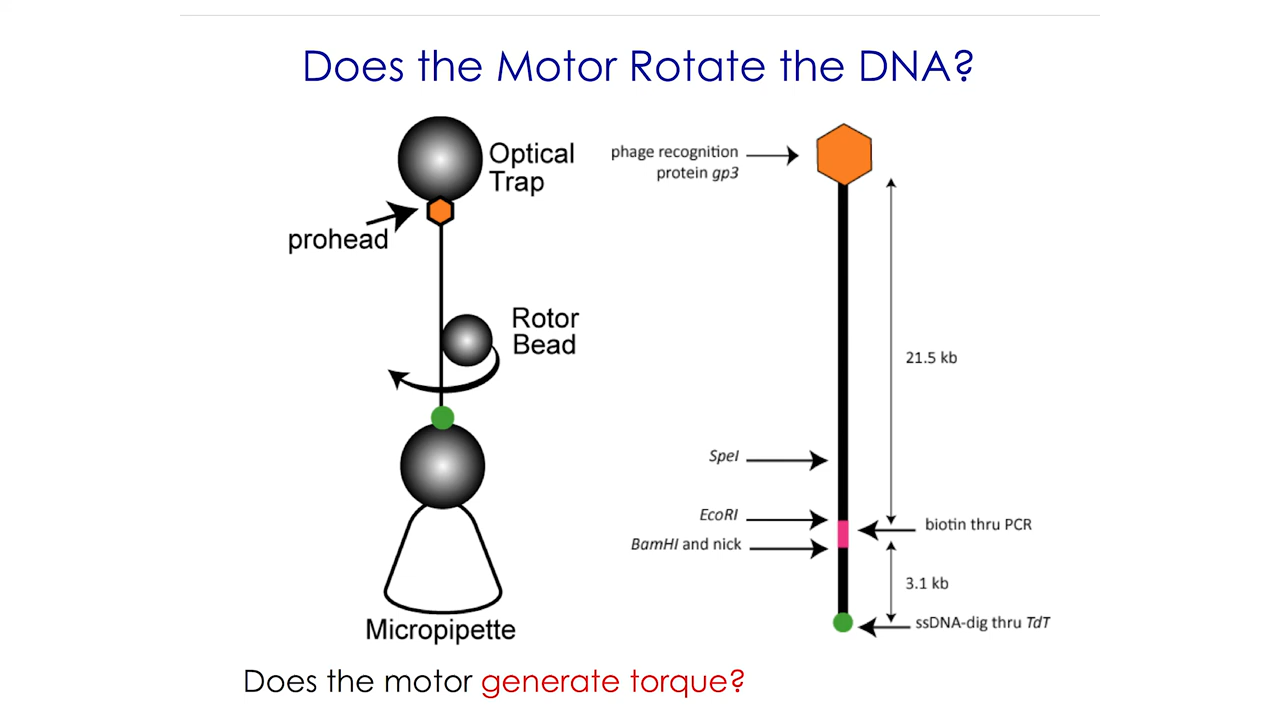 Does the Motor Rotate the DNA?
Optical
Trap
prohead
Rotor
Bead
Micropipette
phage recognition
protein gp3
21.5 kb
SpeI
EcoRI
biotin thru PCR
BamHI and nick
3.1 kb
ssDNA-dig thru TdT
Does the motor generate torque?